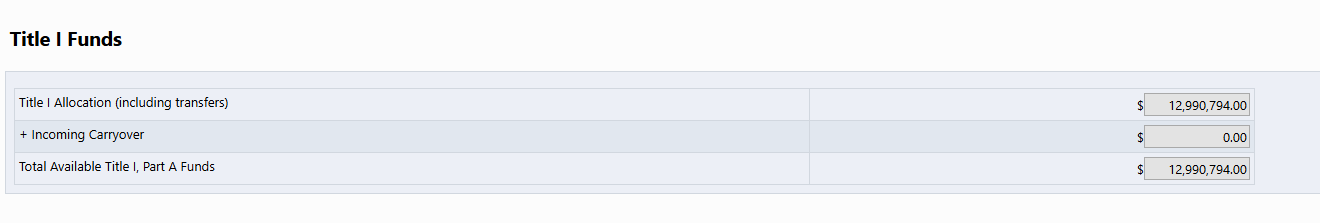 Title I Funds
Title I Allocation (including transfers) $ 12,990,794.00
+ Incoming Carryover $ 0.00
Total Available Title I, Part A Funds $ 12,990,794.00